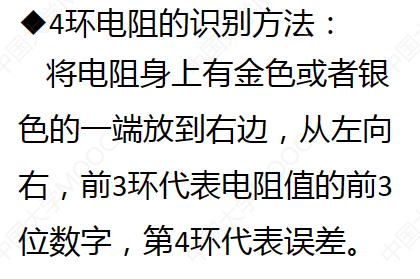 ◆4环电阻的识别方法：
将电阻身上有金色或者银
色的一端放到右边，从左向
右，前3环代表电阻值的前3
位数字，第4环代表误差。